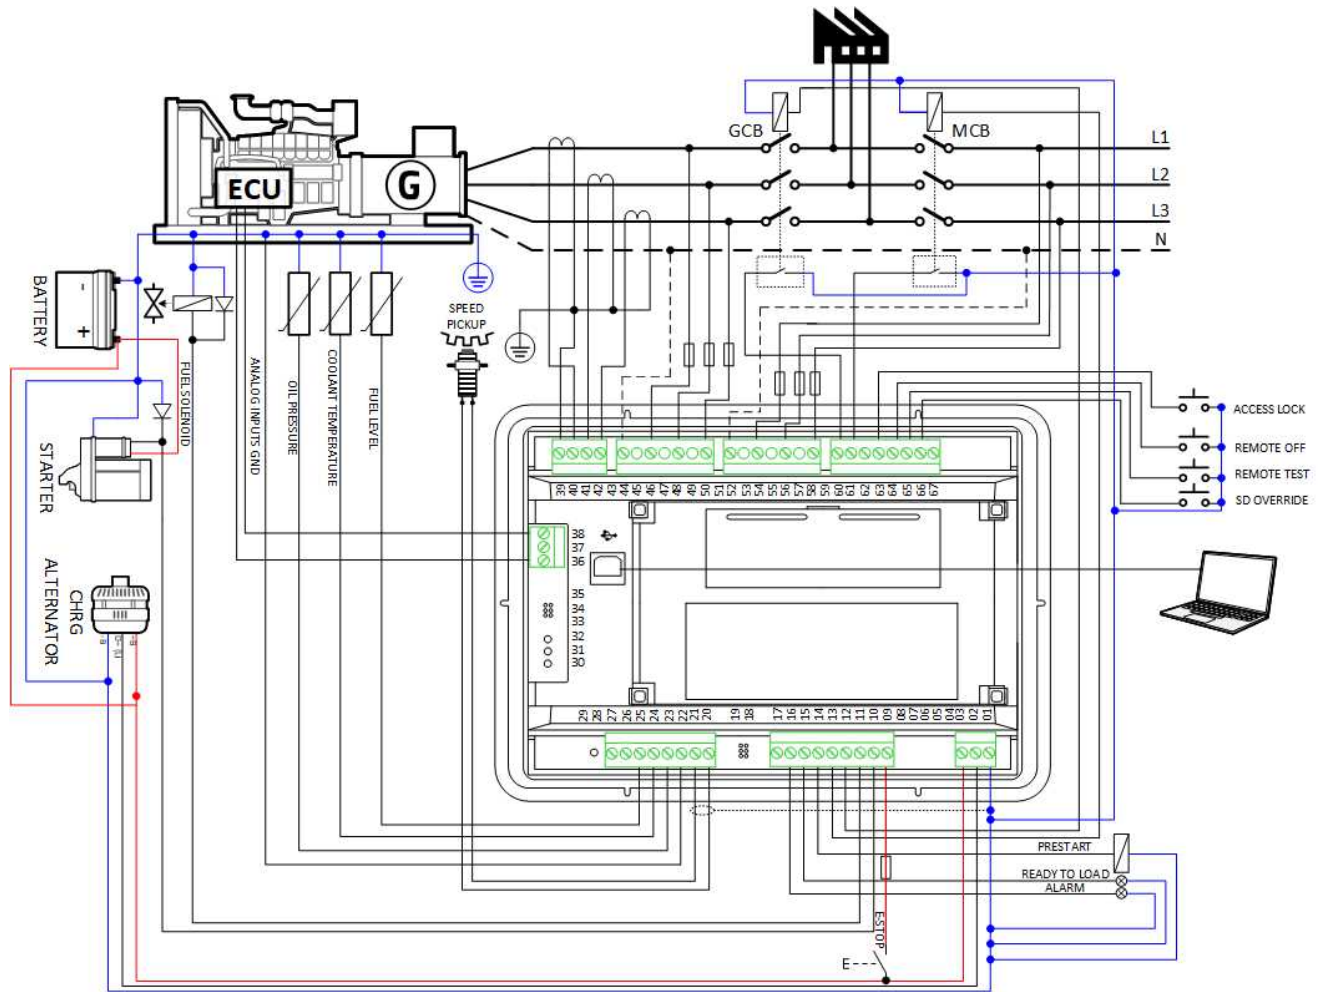 GCB
MCB
L1
L2
L3
N
ECU
G
BATTERY
-
+
SPEED
PICKUP
FUEL SOLENOID
ANALOG INPUTS GND
OIL PRESSURE
COOLANT TEMPERATURE
FUEL LEVEL
ACCESS LOCK
REMOTE OFF
REMOTE TEST
SD OVERRIDE
STARTER
39 40 41 42 43 44 45 46 47 48 49 50 51 52 53 54 55 56 57 58 59 60 61 62 63 64 65 66 67
38
37
36
35
34
33
32
31
30
CHRG
ALTERNATOR
29 28 27 26 25 24 23 22 21 20 19 18 17 16 15 14 13 12 11 10 09 08 07 06 05 04 03 02 01
PRESTART
READY TO LOAD
ALARM
E-STOP
E